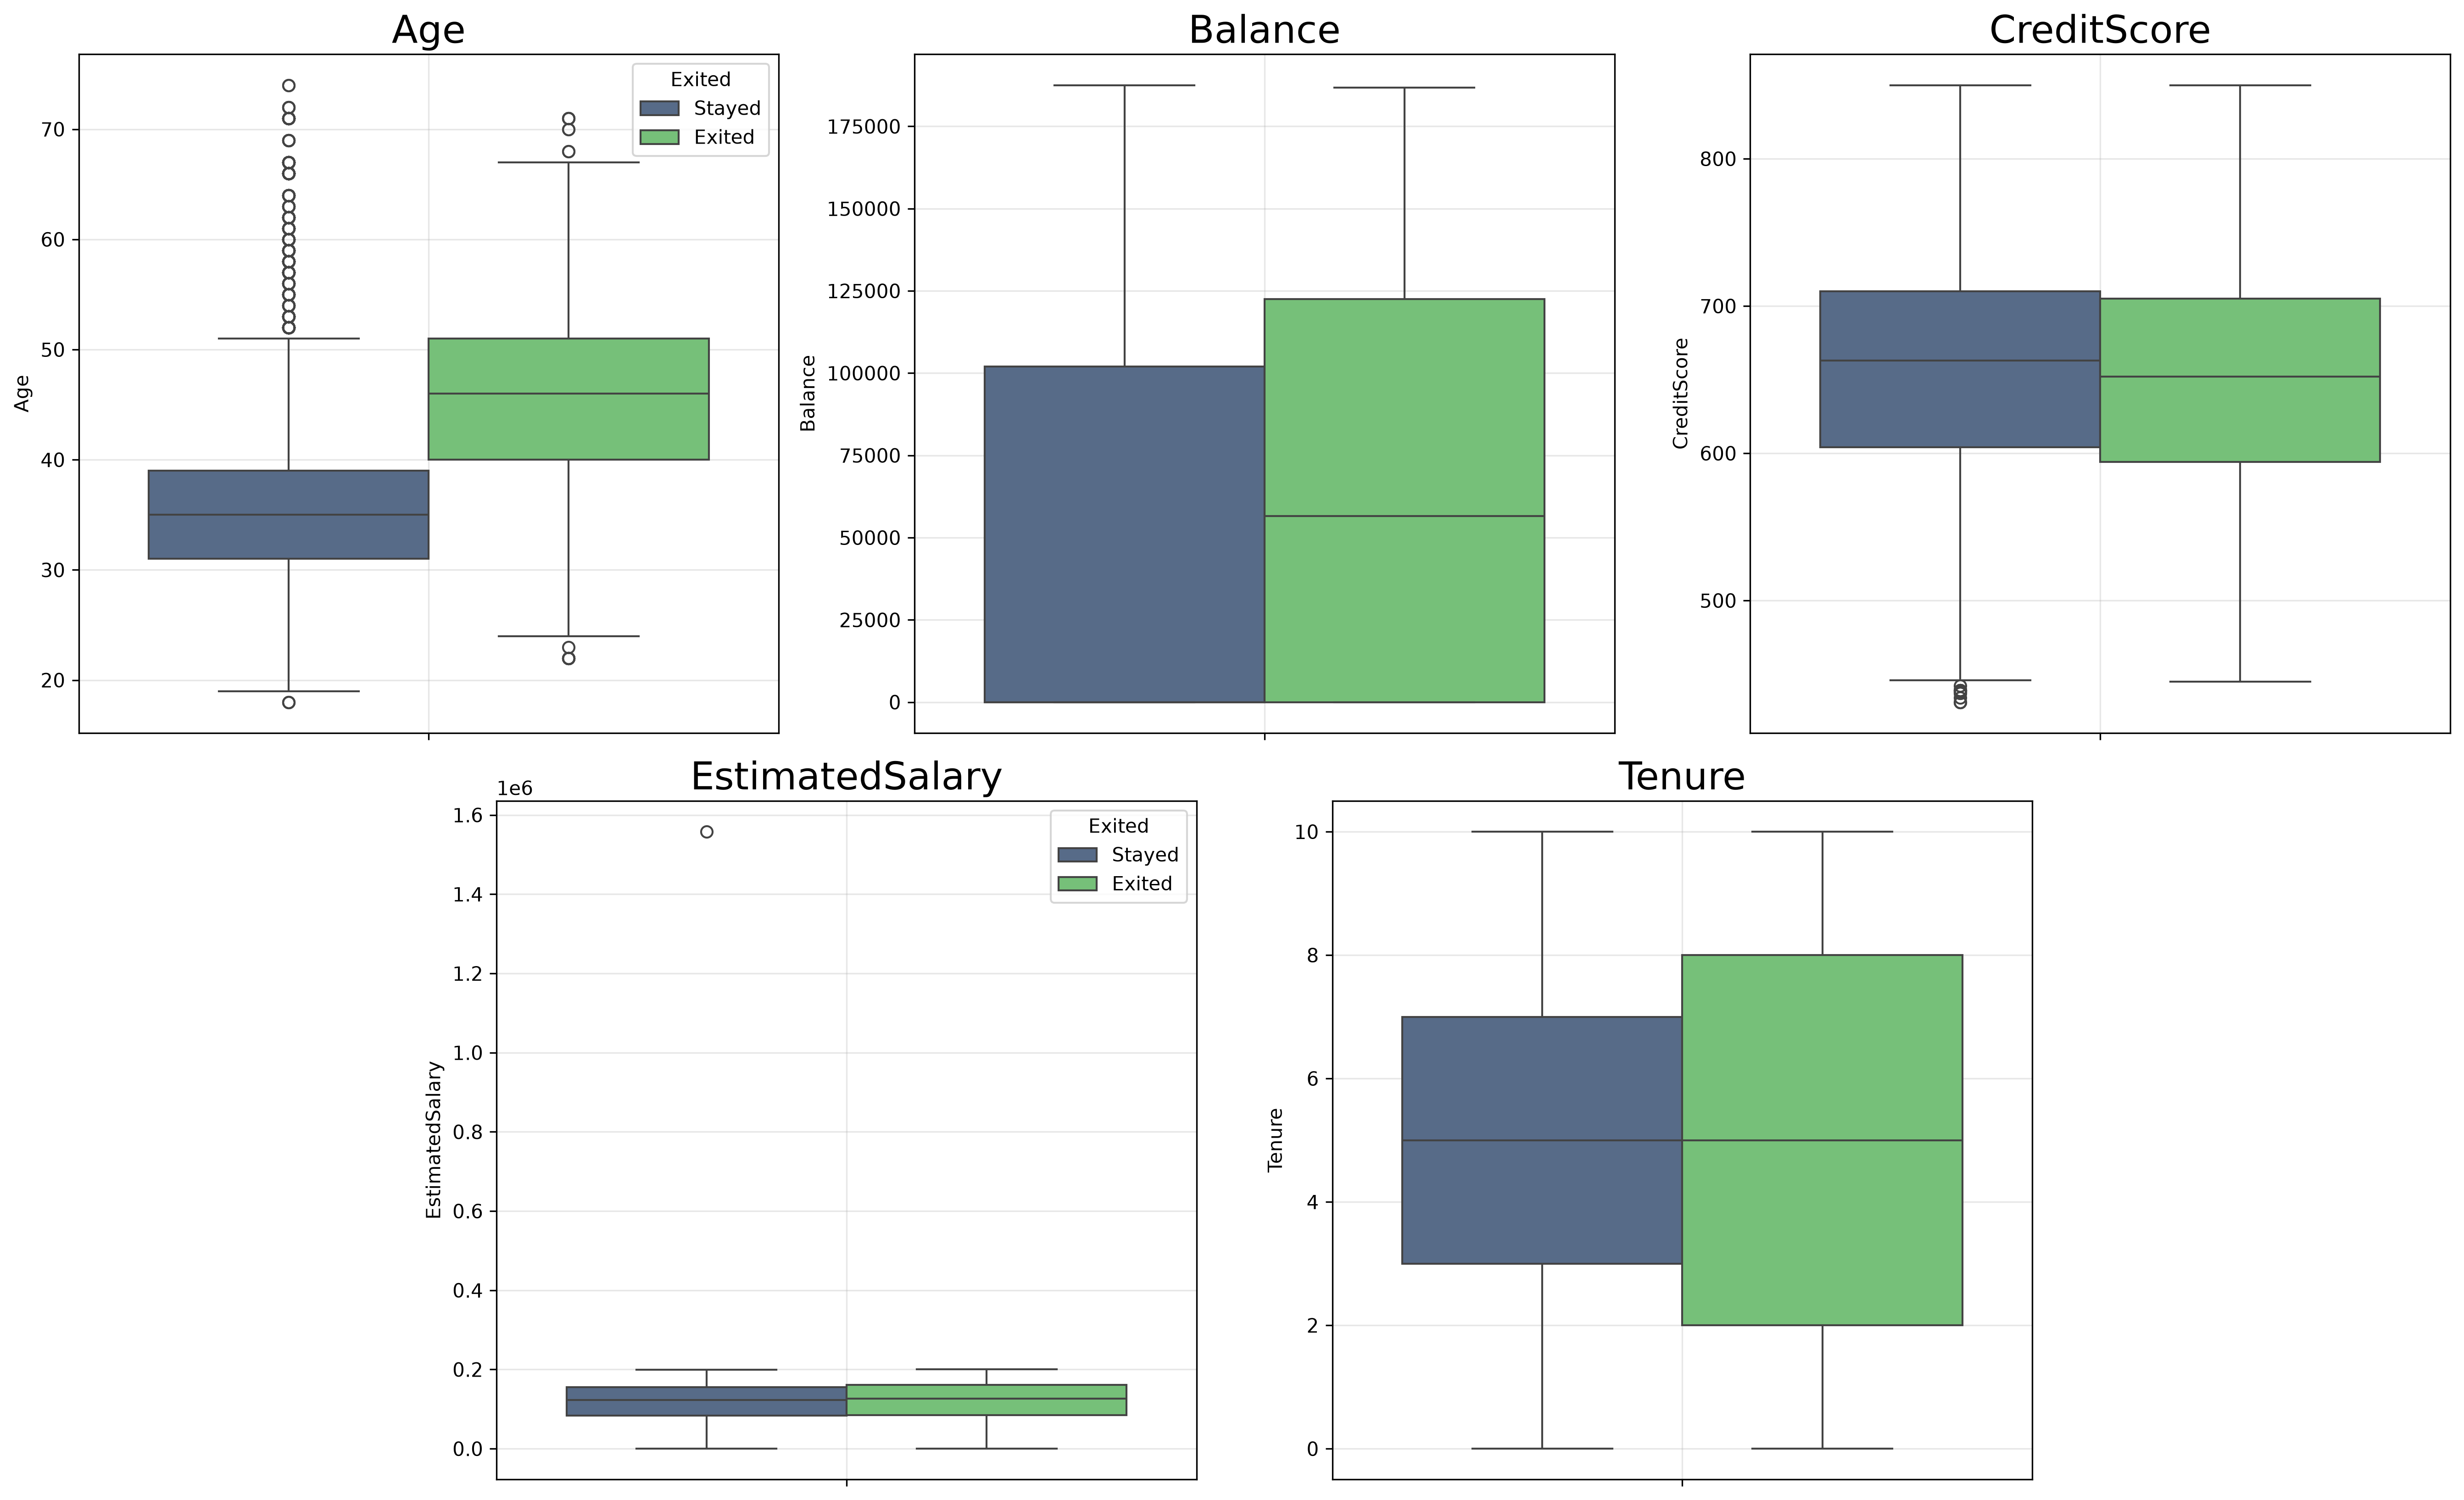 Age
Age
70
60
50
40
30
20
Exited
Stayed
Exited
Balance
Balance
175000
150000
125000
100000
75000
50000
25000
0
CreditScore
CreditScore
800
700
600
500
EstimatedSalary
1e6
EstimatedSalary
1.6
1.4
1.2
1.0
0.8
0.6
0.4
0.2
0.0
Exited
Stayed
Exited
Tenure
Tenure
10
8
6
4
2
0